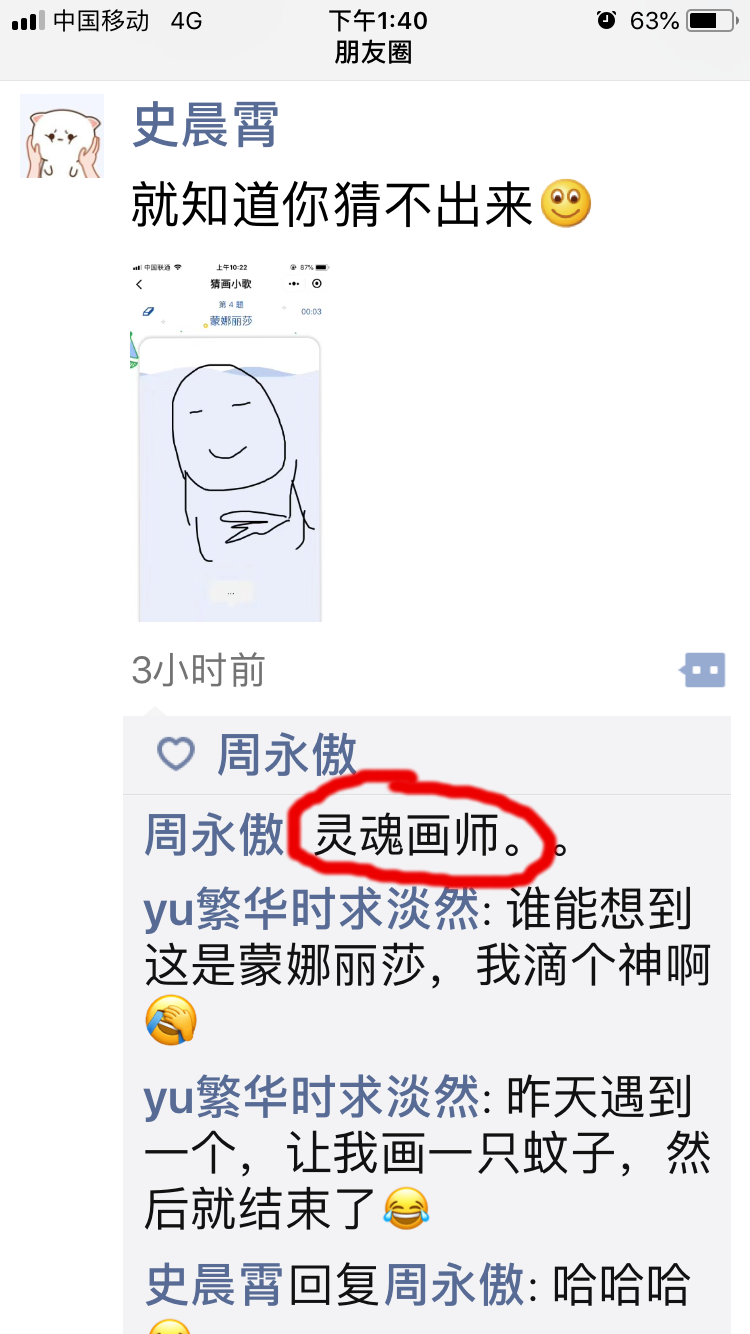 中国移动 4G 下午1:40 63%
朋友圈
史晨霄
就知道你猜不出来
中国联通 上午10:22 87%
猜画小歌
第 4 题
00:03
蒙娜丽莎
...
3小时前
周永傲
周永傲 灵魂画师。。
yu繁华时求淡然: 谁能想到
这是蒙娜丽莎，我滴个神啊
yu繁华时求淡然: 昨天遇到
一个，让我画一只蚊子，然
后就结束了
史晨霄回复周永傲: 哈哈哈